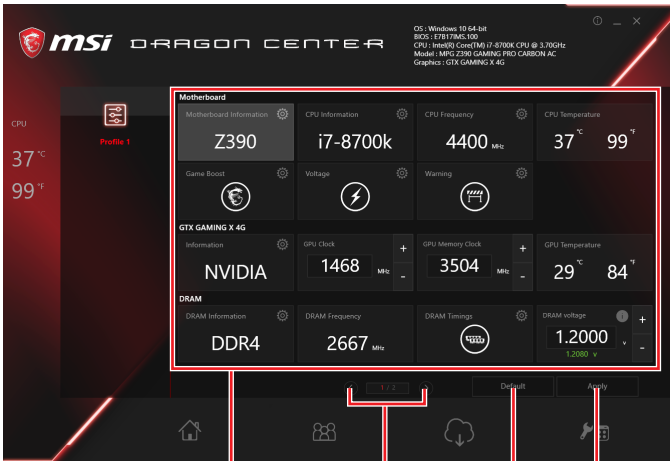 msi DRAGON CENTER
OS : Windows 10 64-bit
BIOS : E7B17IMS.100
CPU : Intel(R) Core(TM) i7-8700K CPU @ 3.70GHz
Model : MPG Z390 GAMING PRO CARBON AC
Graphics : GTX GAMING X 4G
CPU
37 °C
99 °F
Profile 1
Motherboard
Motherboard Information
Z390
CPU Information
i7-8700k
CPU Frequency
4400 MHz
CPU Temperature
37 °C 99 °F
Game Boost
Voltage
Warning
GTX GAMING X 4G
Information
NVIDIA
GPU Clock
1468 MHz
+
-
GPU Memory Clock
3504 MHz
+
-
GPU Temperature
29 °C 84 °F
DRAM
DRAM Information
DDR4
DRAM Frequency
2667 MHz
DRAM Timings
DRAM voltage
1.2000 v
1.2080 v
+
-
1 / 2
Default
Apply